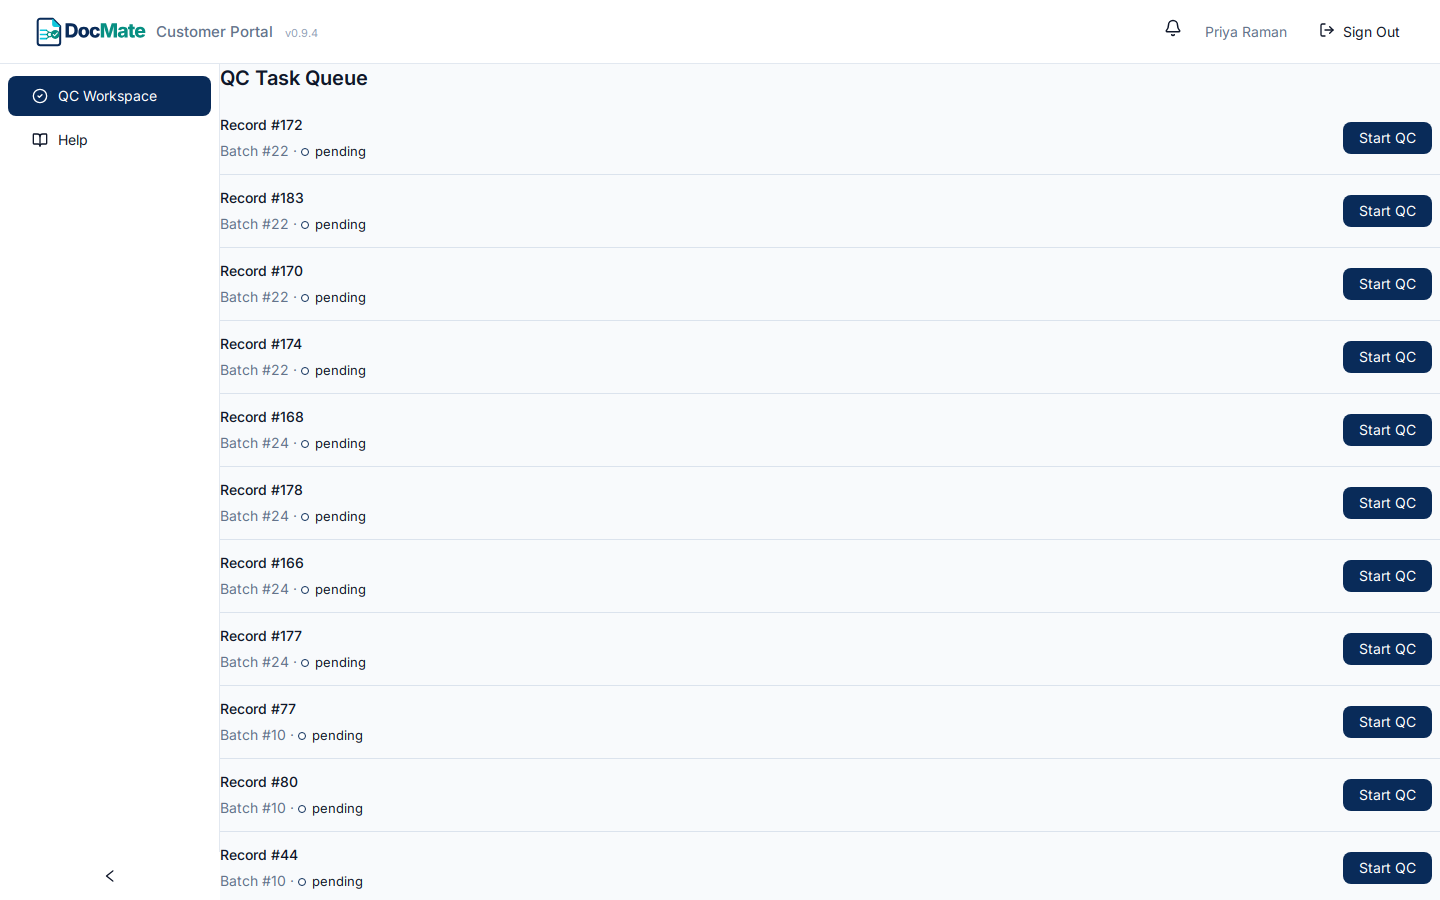 DocMate Customer Portal v0.9.4
Priya Raman
Sign Out
QC Workspace
Help
QC Task Queue
Record #172
Batch #22 · pending
Start QC
Record #183
Batch #22 · pending
Start QC
Record #170
Batch #22 · pending
Start QC
Record #174
Batch #22 · pending
Start QC
Record #168
Batch #24 · pending
Start QC
Record #178
Batch #24 · pending
Start QC
Record #166
Batch #24 · pending
Start QC
Record #177
Batch #24 · pending
Start QC
Record #77
Batch #10 · pending
Start QC
Record #80
Batch #10 · pending
Start QC
Record #44
Batch #10 · pending
Start QC